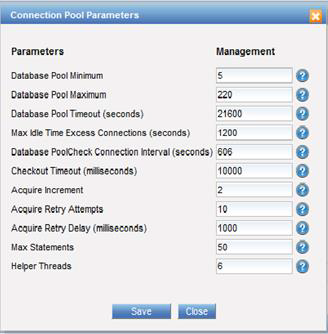 Connection Pool Parameters
Parameters Management
Database Pool Minimum 5
Database Pool Maximum 220
Database Pool Timeout (seconds) 21600
Max Idle Time Excess Connections (seconds) 1200
Database PoolCheck Connection Interval (seconds) 606
Checkout Timeout (milliseconds) 10000
Acquire Increment 2
Acquire Retry Attempts 10
Acquire Retry Delay (milliseconds) 1000
Max Statements 50
Helper Threads 6
Save Close